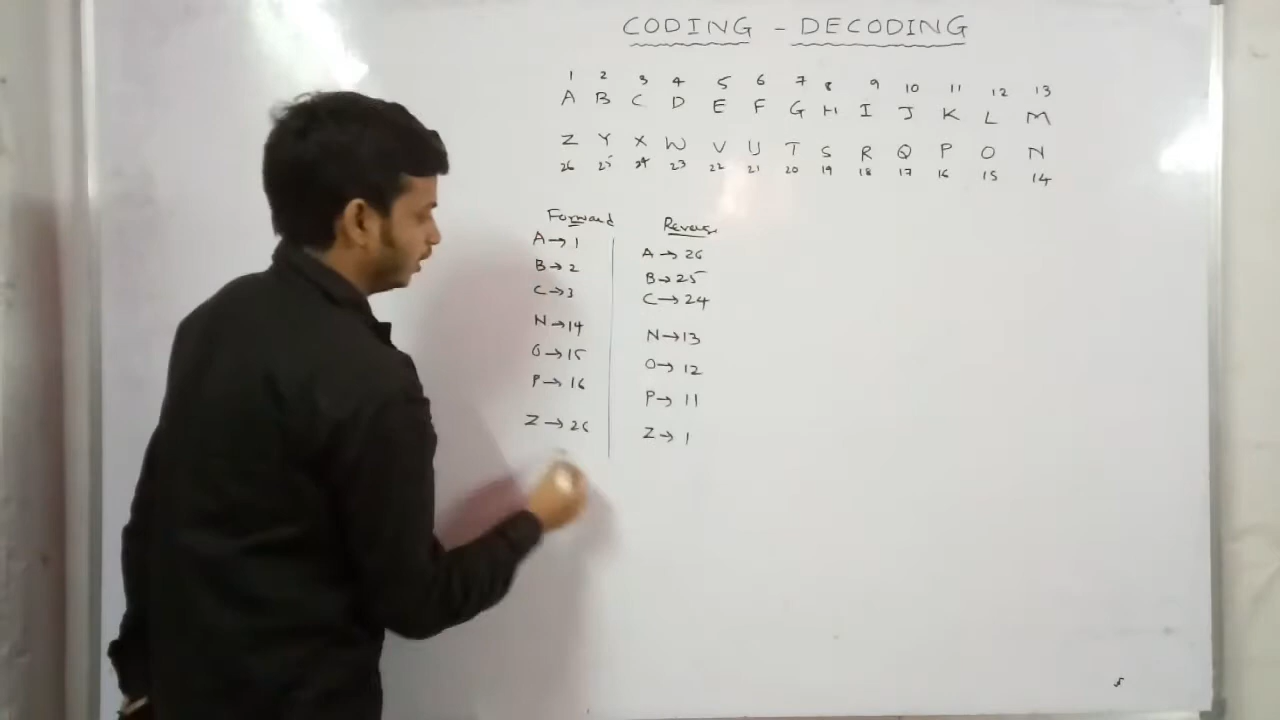 CODING - DECODING
1 2 3 4 5 6 7 8 9 10 11 12 13
A B C D E F G H I J K L M
Z Y X W V U T S R Q P O N
26 25 24 23 22 21 20 19 18 17 16 15 14
Forward
A → 1
B → 2
C → 3
N → 14
O → 15
P → 16
Z → 26
Reverse
A → 26
B → 25
C → 24
N → 13
O → 12
P → 11
Z → 1